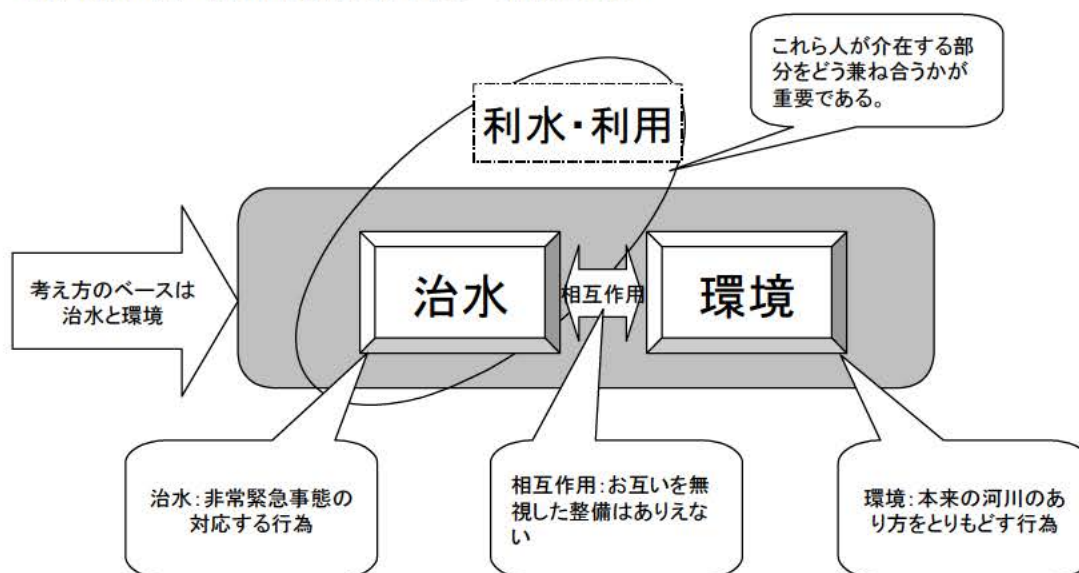 これら人が介在する部
分をどう兼ね合うかが
重要である。
利水・利用
考え方のベースは
治水と環境
治水
相互作用
環境
治水:非常緊急事態の
対応する行為
相互作用:お互いを無
視した整備はありえな
い
環境:本来の河川のあ
り方をとりもどす行為